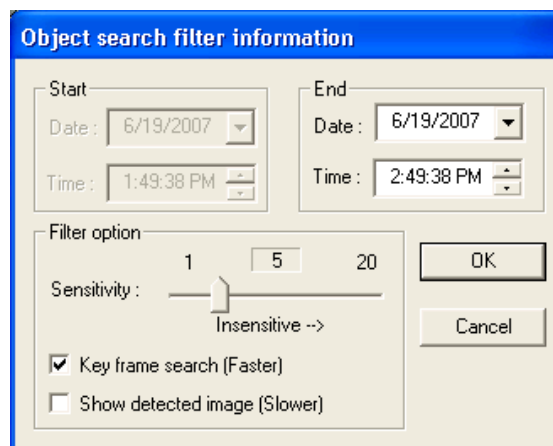 Object search filter information
Start
Date : 6/19/2007
Time : 1:49:38 PM
End
Date : 6/19/2007
Time : 2:49:38 PM
Filter option
1 5 20
Sensitivity :
Insensitive -->
Key frame search (Faster)
Show detected image (Slower)
OK
Cancel